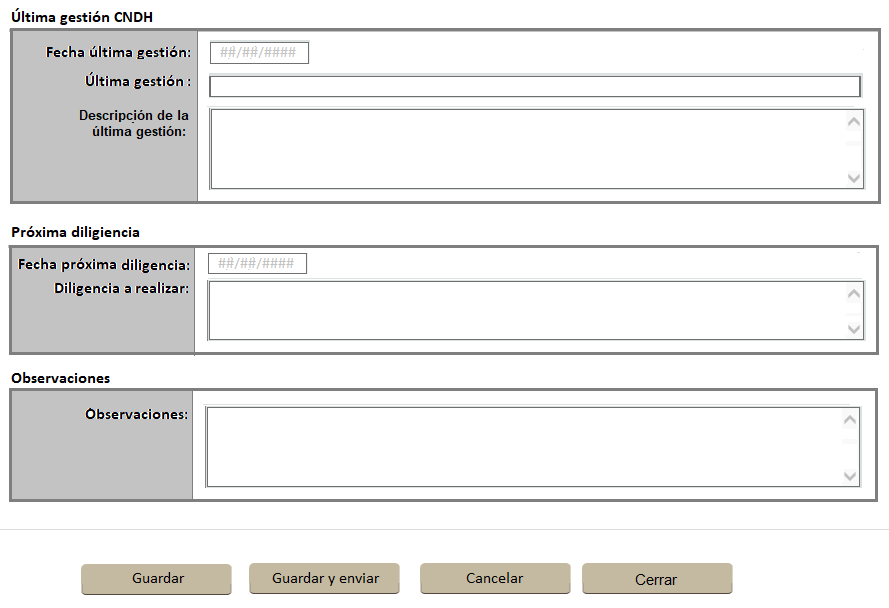 Última gestión CNDH
Fecha última gestión:
##/##/####
Última gestión :
Descripción de la
última gestión:
Próxima diligiencia
Fecha próxima diligencia:
##/##/####
Diligencia a realizar:
Observaciones
Observaciones:
Guardar
Guardar y enviar
Cancelar
Cerrar